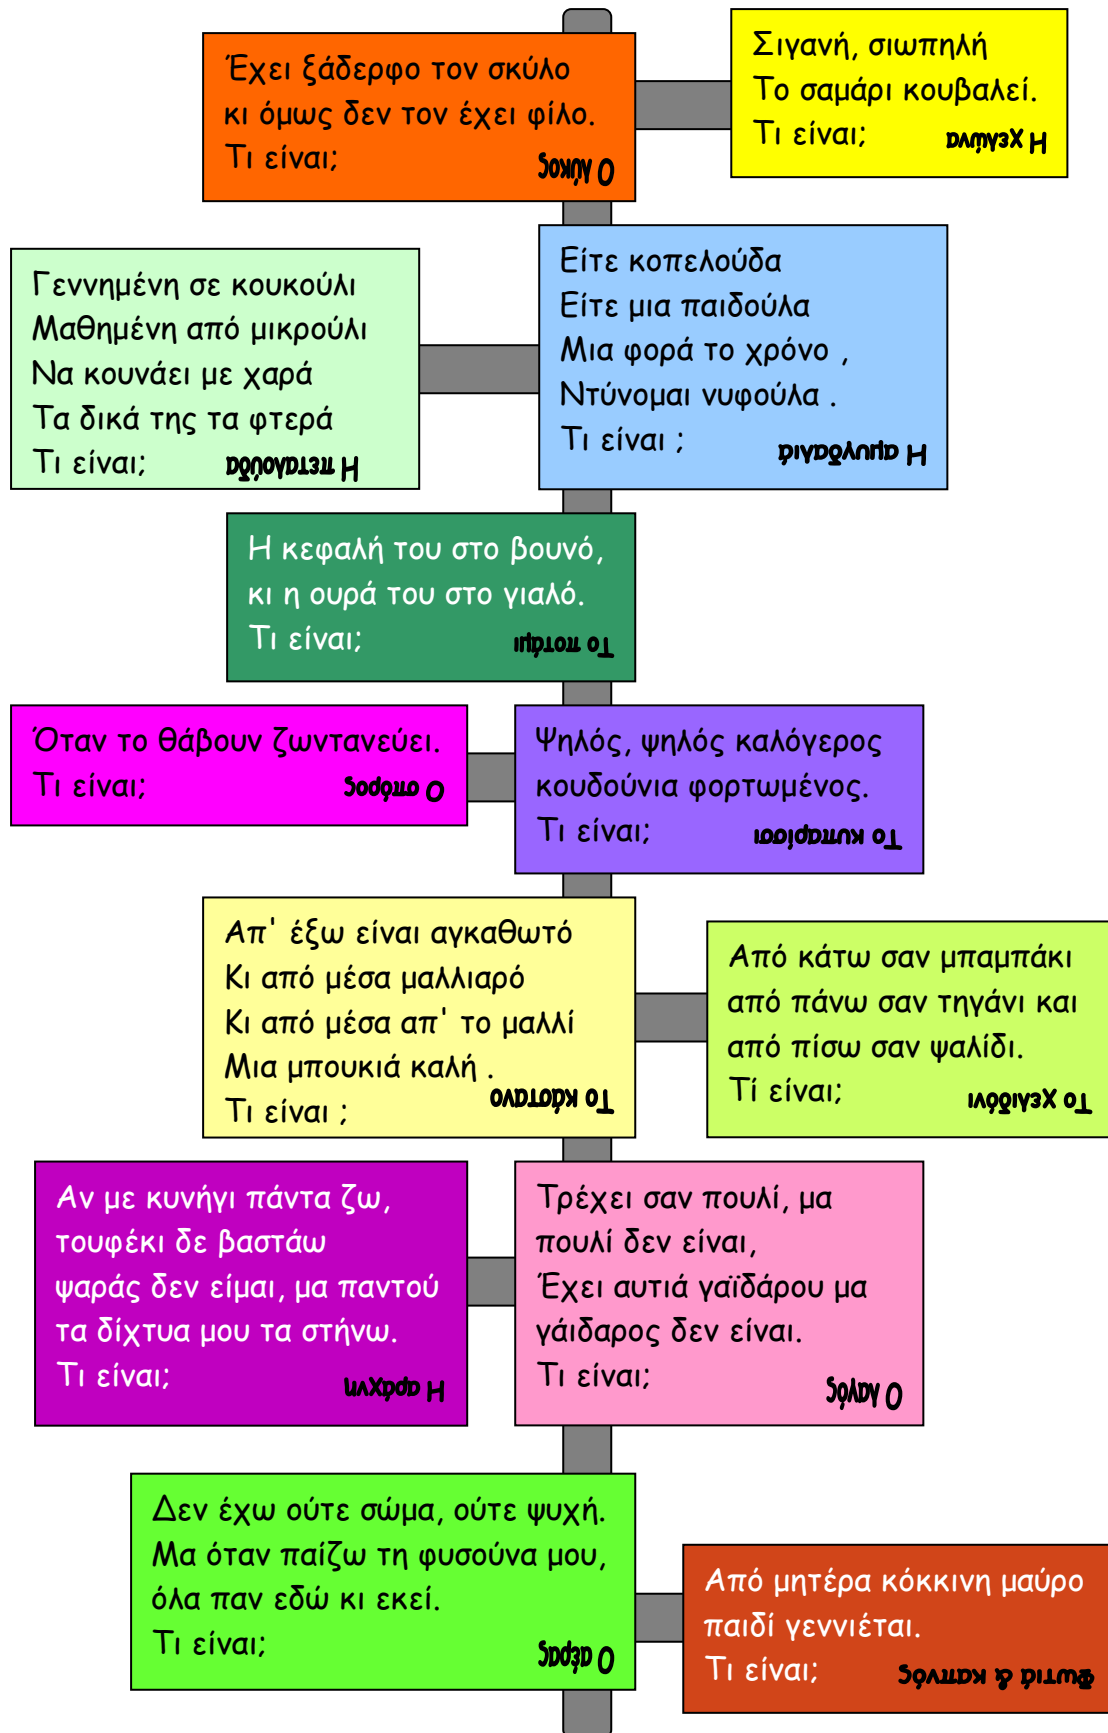 Έχει ξάδερφο τον σκύλο
κι όμως δεν τον έχει φίλο.
Τι είναι;
Ο λύκος
Σιγανή, σιωπηλή
Το σαμάρι κουβαλεί.
Τι είναι;
Η χελώνα
Γεννημένη σε κουκούλι
Μαθημένη από μικρούλι
Να κουνάει με χαρά
Τα δικά της τα φτερά
Τι είναι;
Η πεταλούδα
Είτε κοπελούδα
Είτε μια παιδούλα
Μια φορά το χρόνο ,
Ντύνομαι νυφούλα .
Τι είναι ;
Η αμυγδαλιά
Η κεφαλή του στο βουνό,
κι η ουρά του στο γιαλό.
Τι είναι;
Το ποτάμι
Όταν το θάβουν ζωντανεύει.
Τι είναι;
Ο σπόρος
Ψηλός, ψηλός καλόγερος
κουδούνια φορτωμένος.
Τι είναι;
Το κυπαρίσσι
Απ' έξω είναι αγκαθωτό
Κι από μέσα μαλλιαρό
Κι από μέσα απ' το μαλλί
Μια μπουκιά καλή .
Τι είναι ;
Το κάστανο
Από κάτω σαν μπαμπάκι
από πάνω σαν τηγάνι και
από πίσω σαν ψαλίδι.
Τί είναι;
Το χελιδόνι
Αν με κυνήγι πάντα ζω,
τουφέκι δε βαστάω
ψαράς δεν είμαι, μα παντού
τα δίχτυα μου τα στήνω.
Τι είναι;
Η αράχνη
Τρέχει σαν πουλί, μα
πουλί δεν είναι,
Έχει αυτιά γαϊδάρου μα
γάιδαρος δεν είναι.
Τι είναι;
Ο λαγός
Δεν έχω ούτε σώμα, ούτε ψυχή.
Μα όταν παίζω τη φυσούνα μου,
όλα παν εδώ κι εκεί.
Τι είναι;
Ο αέρας
Από μητέρα κόκκινη μαύρο
παιδί γεννιέται.
Τι είναι;
Φωτιά & καπνός